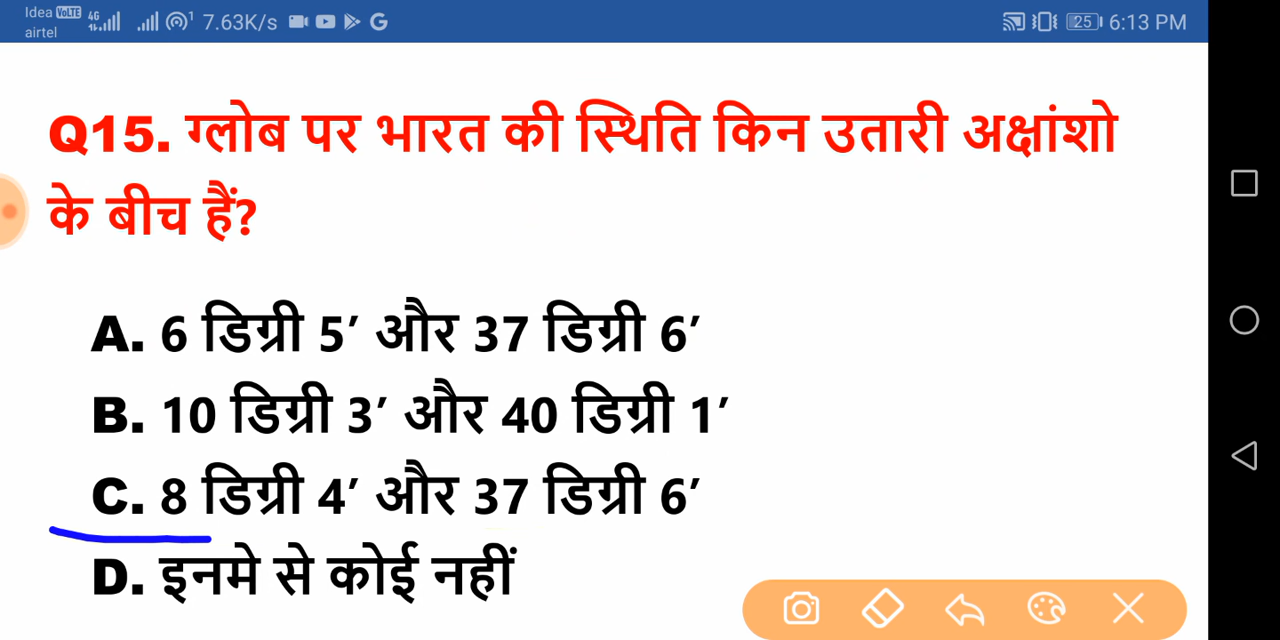 Idea VoLTE 4G 1 7.63K/s G 25 6:13 PM
airtel
Q15. ग्लोब पर भारत की स्थिति किन उतारी अक्षांशो
के बीच हैं?
A. 6 डिग्री 5′ और 37 डिग्री 6′
B. 10 डिग्री 3′ और 40 डिग्री 1′
C. 8 डिग्री 4′ और 37 डिग्री 6′
D. इनमे से कोई नहीं